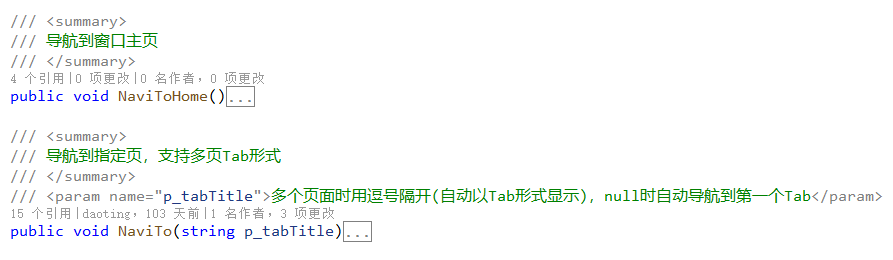 /// <summary>
/// 导航到窗口主页
/// </summary>
4 个引用|0 项更改|0 名作者，0 项更改
public void NaviToHome()...
/// <summary>
/// 导航到指定页，支持多页Tab形式
/// </summary>
/// <param name="p_tabTitle">多个页面时用逗号隔开(自动以Tab形式显示)，null时自动导航到第一个Tab</param>
15 个引用|daoting，103 天前|1 名作者，3 项更改
public void NaviTo(string p_tabTitle)...